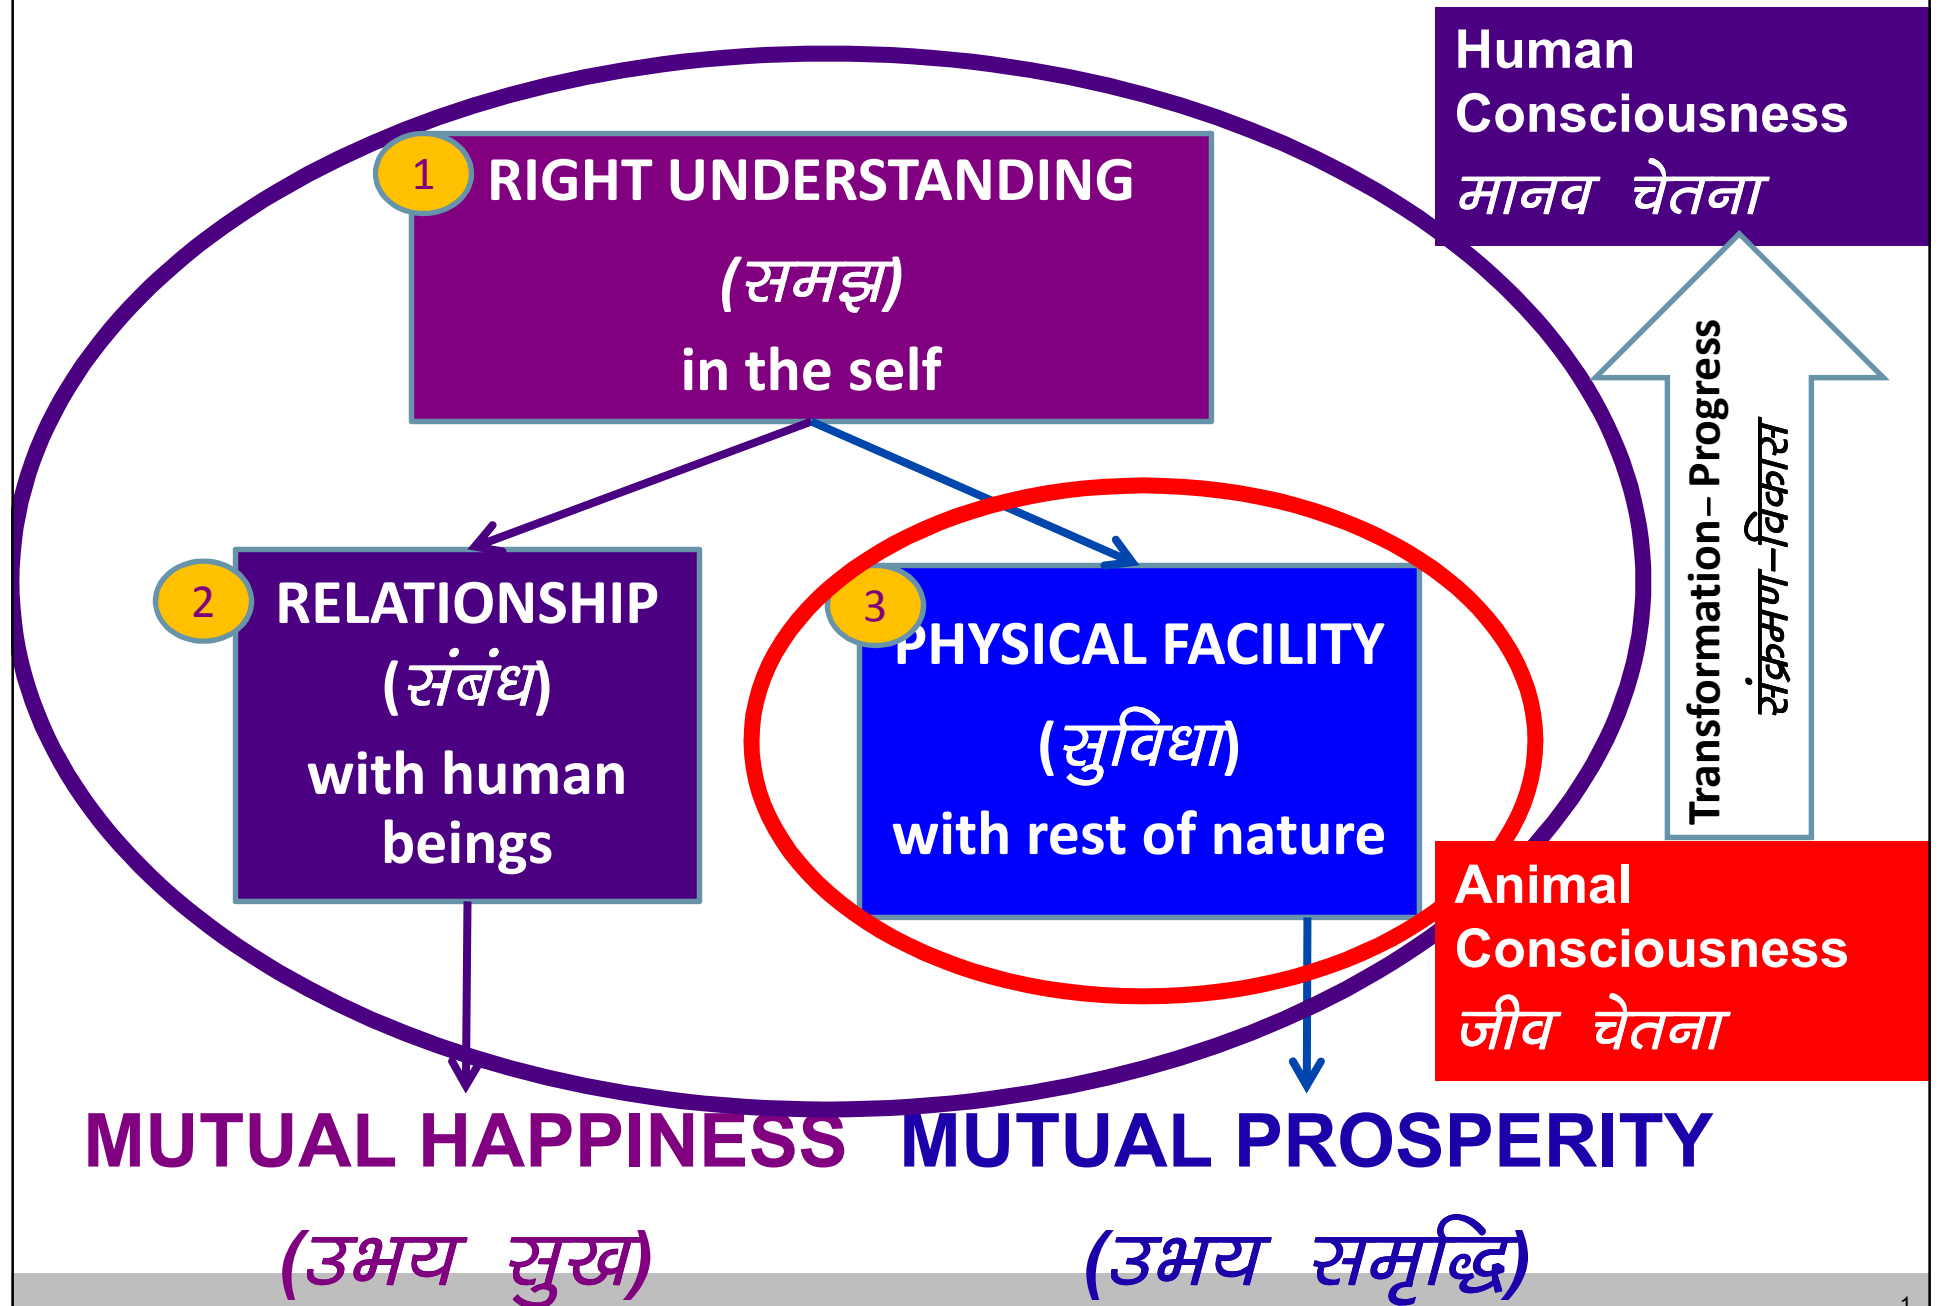 Human
Consciousness
मानव चेतना
1
RIGHT UNDERSTANDING
(समझ)
in the self
2
RELATIONSHIP
(संबंध)
with human
beings
3
PHYSICAL FACILITY
(सुविधा)
with rest of nature
Transformation– Progress
संक्रमण–विकास
Animal
Consciousness
जीव चेतना
MUTUAL HAPPINESS
(उभय सुख)
MUTUAL PROSPERITY
(उभय समृद्धि)
1